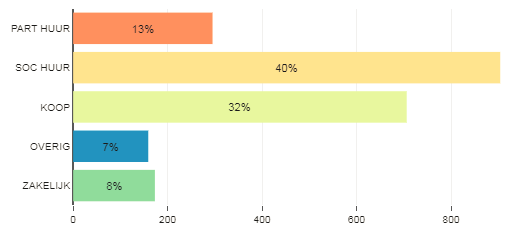 PART HUUR 13%
SOC HUUR 40%
KOOP 32%
OVERIG 7%
ZAKELIJK 8%
0 200 400 600 800